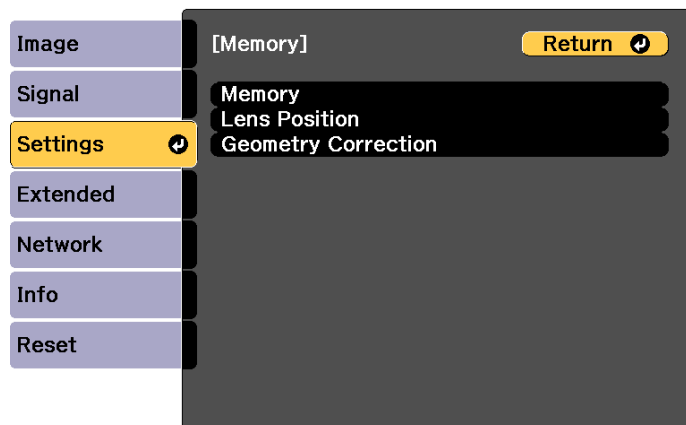 Image
Signal
Settings
Extended
Network
Info
Reset
[Memory]
Return
Memory
Lens Position
Geometry Correction